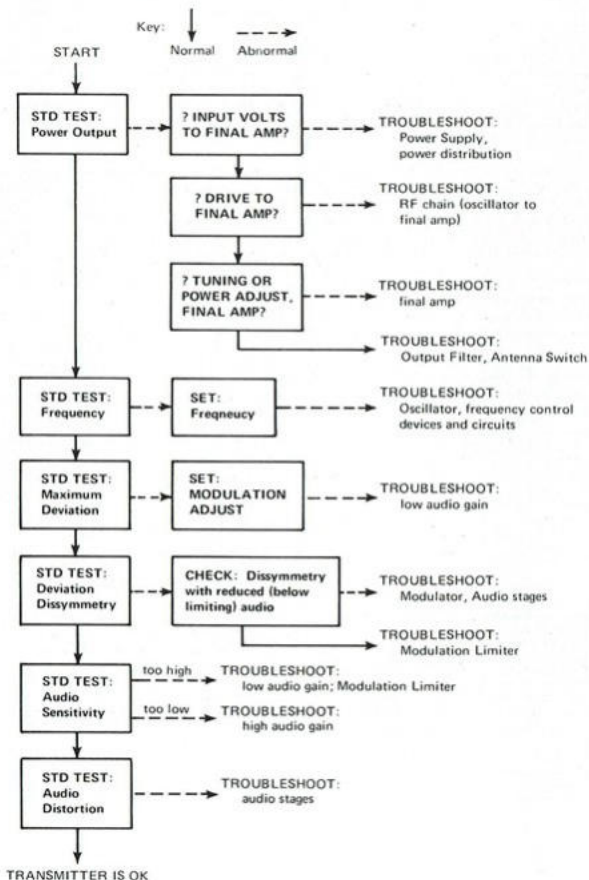 Key:
Normal
Abnormal
START
STD TEST:
Power Output
? INPUT VOLTS
TO FINAL AMP?
TROUBLESHOOT:
Power Supply,
power distribution
? DRIVE TO
FINAL AMP?
TROUBLESHOOT:
RF chain (oscillator to
final amp)
? TUNING OR
POWER ADJUST,
FINAL AMP?
TROUBLESHOOT:
final amp
TROUBLESHOOT:
Output Filter, Antenna Switch
STD TEST:
Frequency
SET:
Freqneucy
TROUBLESHOOT:
Oscillator, frequency control
devices and circuits
STD TEST:
Maximum
Deviation
SET:
MODULATION
ADJUST
TROUBLESHOOT:
low audio gain
STD TEST:
Deviation
Dissymmetry
CHECK: Dissymmetry
with reduced (below
limiting) audio
TROUBLESHOOT:
Modulator, Audio stages
TROUBLESHOOT:
Modulation Limiter
STD TEST:
Audio
Sensitivity
too high
TROUBLESHOOT:
low audio gain; Modulation Limiter
too low
TROUBLESHOOT:
high audio gain
STD TEST:
Audio
Distortion
TROUBLESHOOT:
audio stages
TRANSMITTER IS OK